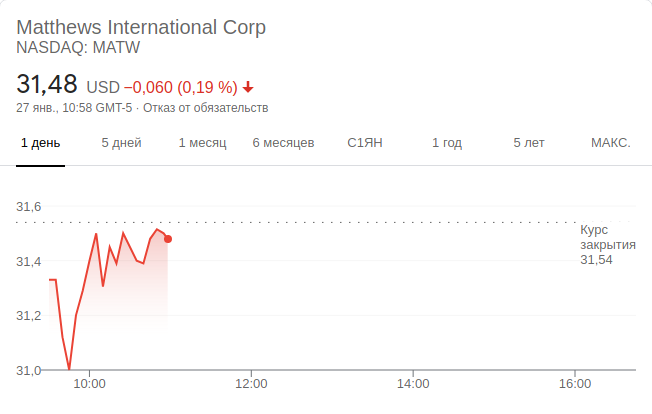 Matthews International Corp
NASDAQ: MATW
31,48 USD −0,060 (0,19 %)
27 янв., 10:58 GMT-5 · Отказ от обязательств
1 день 5 дней 1 месяц 6 месяцев С1ЯН 1 год 5 лет МАКС.
31,6
Курс
закрытия
31,54
31,4
31,2
31,0
10:00 12:00 14:00 16:00